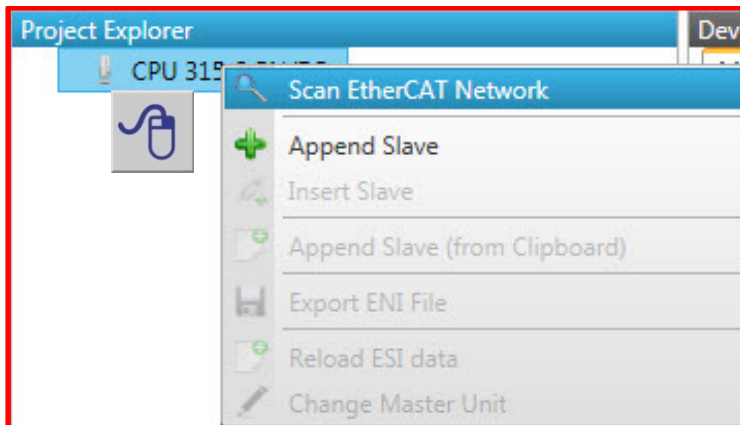 Project Explorer
Dev
CPU 315
Scan EtherCAT Network
Append Slave
Insert Slave
Append Slave (from Clipboard)
Export ENI File
Reload ESI data
Change Master Unit